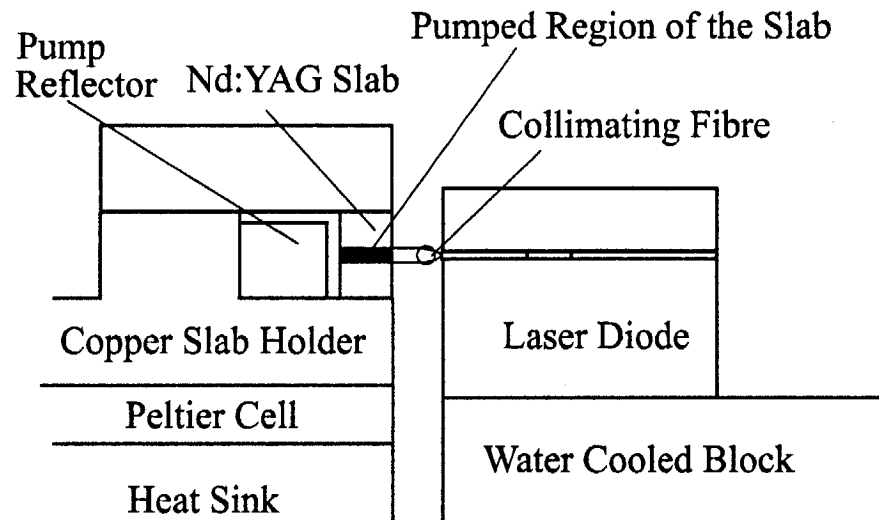 Pumped Region of the Slab
Pump
Reflector
Nd:YAG Slab
Collimating Fibre
Copper Slab Holder
Laser Diode
Peltier Cell
Water Cooled Block
Heat Sink